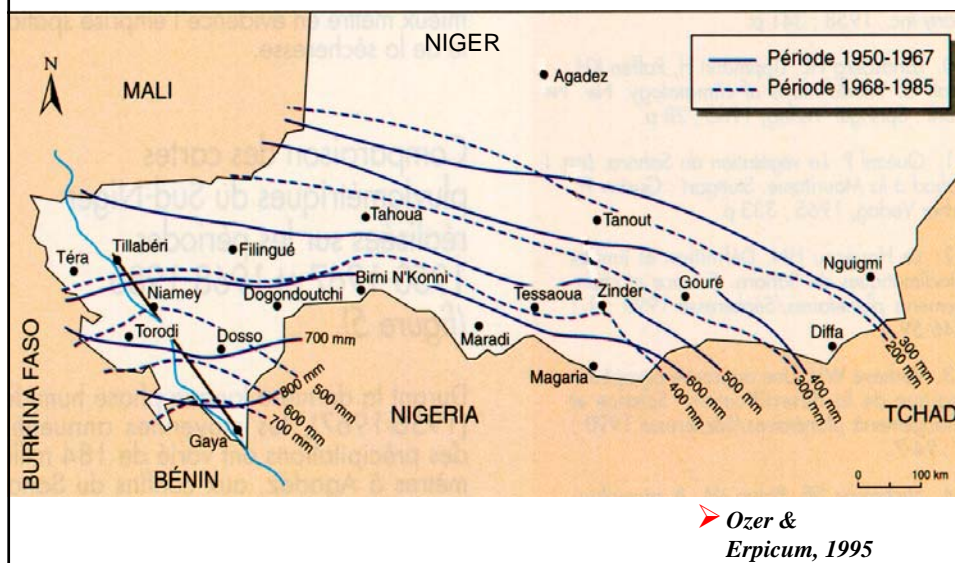 NIGER
Période 1950-1967
Période 1968-1985
N
MALI
Agadez
Tahoua
Tanout
Tillabéri
Filingué
Téra
Niamey
Dogondoutchi
Birni N'Konni
Tessaoua
Zinder
Gouré
Nguigmi
Torodi
Dosso
700 mm
Maradi
Diffa
Magaria
300 mm
200 mm
400 mm
300 mm
500 mm
600 mm
400 mm
800 mm
500 mm
600 mm
700 mm
Gaya
NIGERIA
TCHAD
BURKINA FASO
BÉNIN
0 100 km
Ozer &
Erpicum, 1995